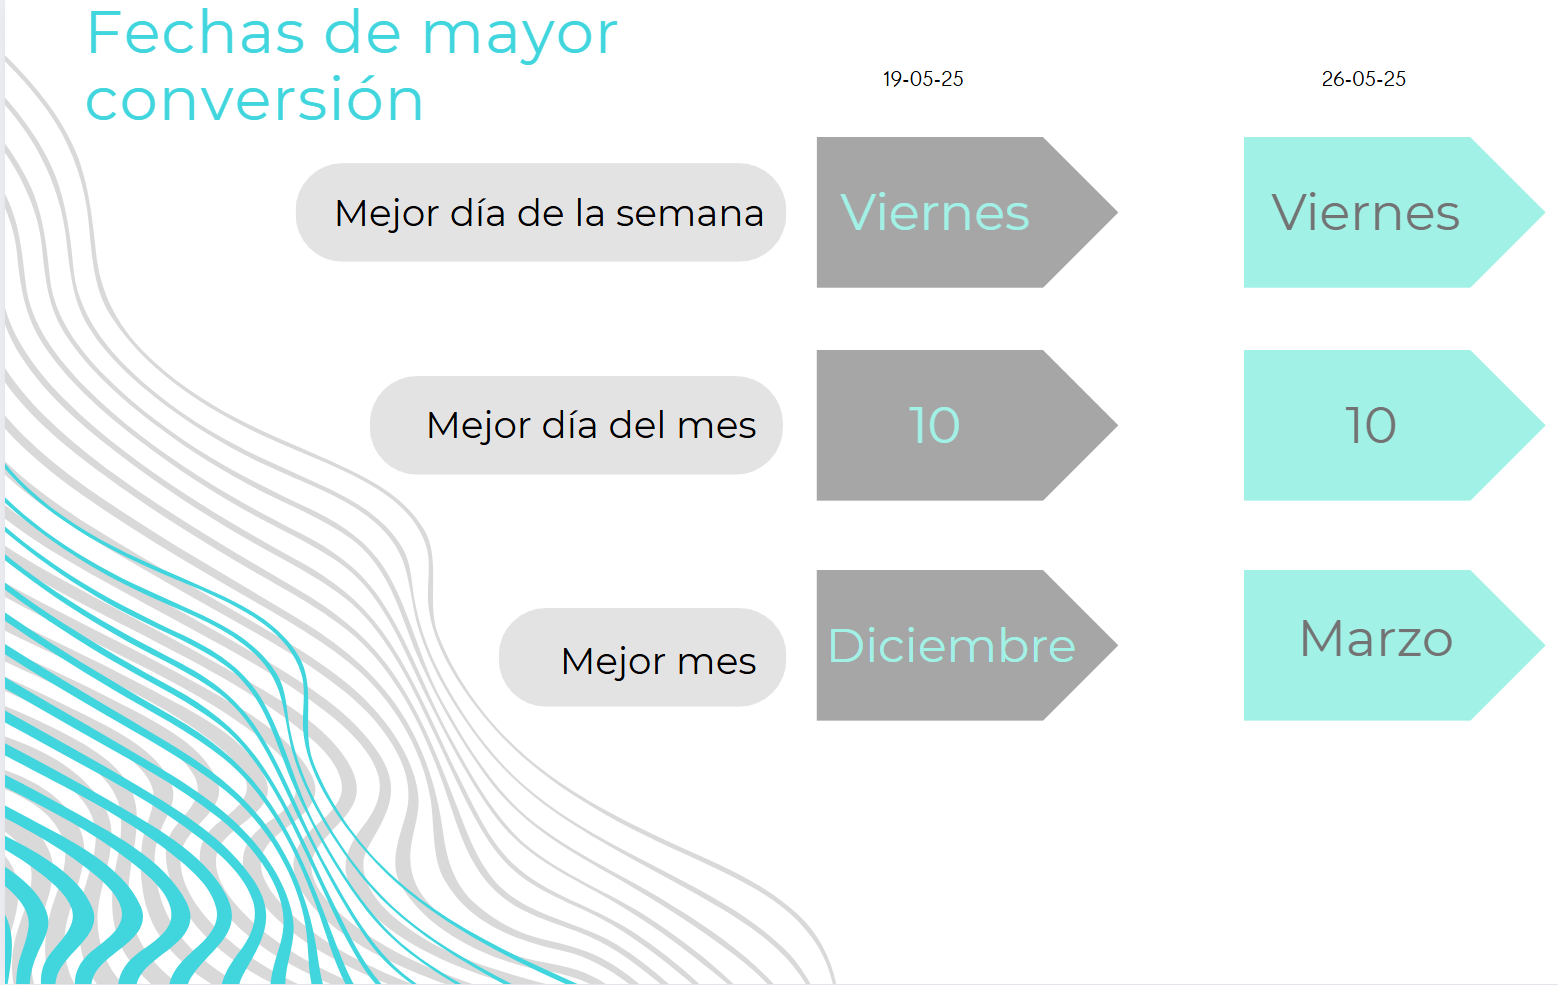 Fechas de mayor
conversión
19-05-25
26-05-25
Mejor día de la semana
Viernes
Viernes
Mejor día del mes
10
10
Mejor mes
Diciembre
Marzo